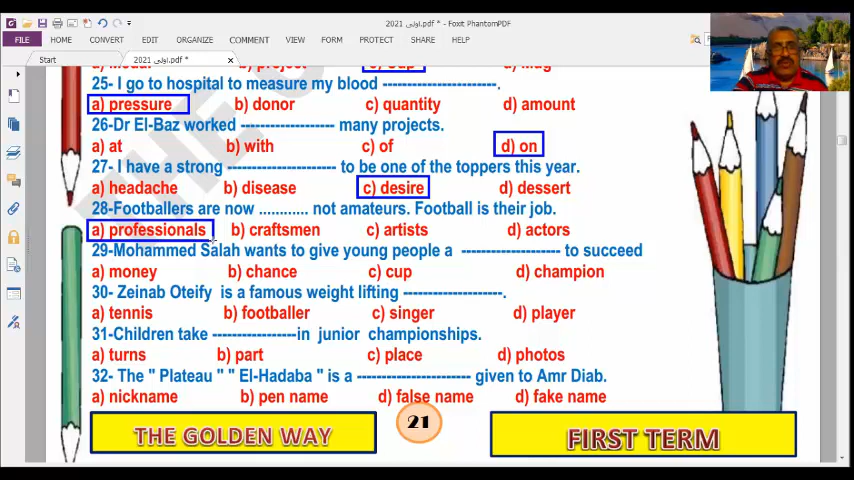 اولى 2021.pdf * - Foxit PhantomPDF
FILE HOME CONVERT EDIT ORGANIZE COMMENT VIEW FORM PROTECT SHARE HELP
Start اولى 2021.pdf *
25- I go to hospital to measure my blood ----------------------------.
a) pressure b) donor c) quantity d) amount
26-Dr El-Baz worked ------------------- many projects.
a) at b) with c) of d) on
27- I have a strong ---------------------- to be one of the toppers this year.
a) headache b) disease c) desire d) dessert
28-Footballers are now ............ not amateurs. Football is their job.
a) professionals b) craftsmen c) artists d) actors
29-Mohammed Salah wants to give young people a -------------------- to succeed
a) money b) chance c) cup d) champion
30- Zeinab Oteify is a famous weight lifting --------------------.
a) tennis b) footballer c) singer d) player
31-Children take -----------------in junior championships.
a) turns b) part c) place d) photos
32- The " Plateau " " El-Hadaba " is a ----------------------- given to Amr Diab.
a) nickname b) pen name d) false name d) fake name
THE GOLDEN WAY 21 FIRST TERM